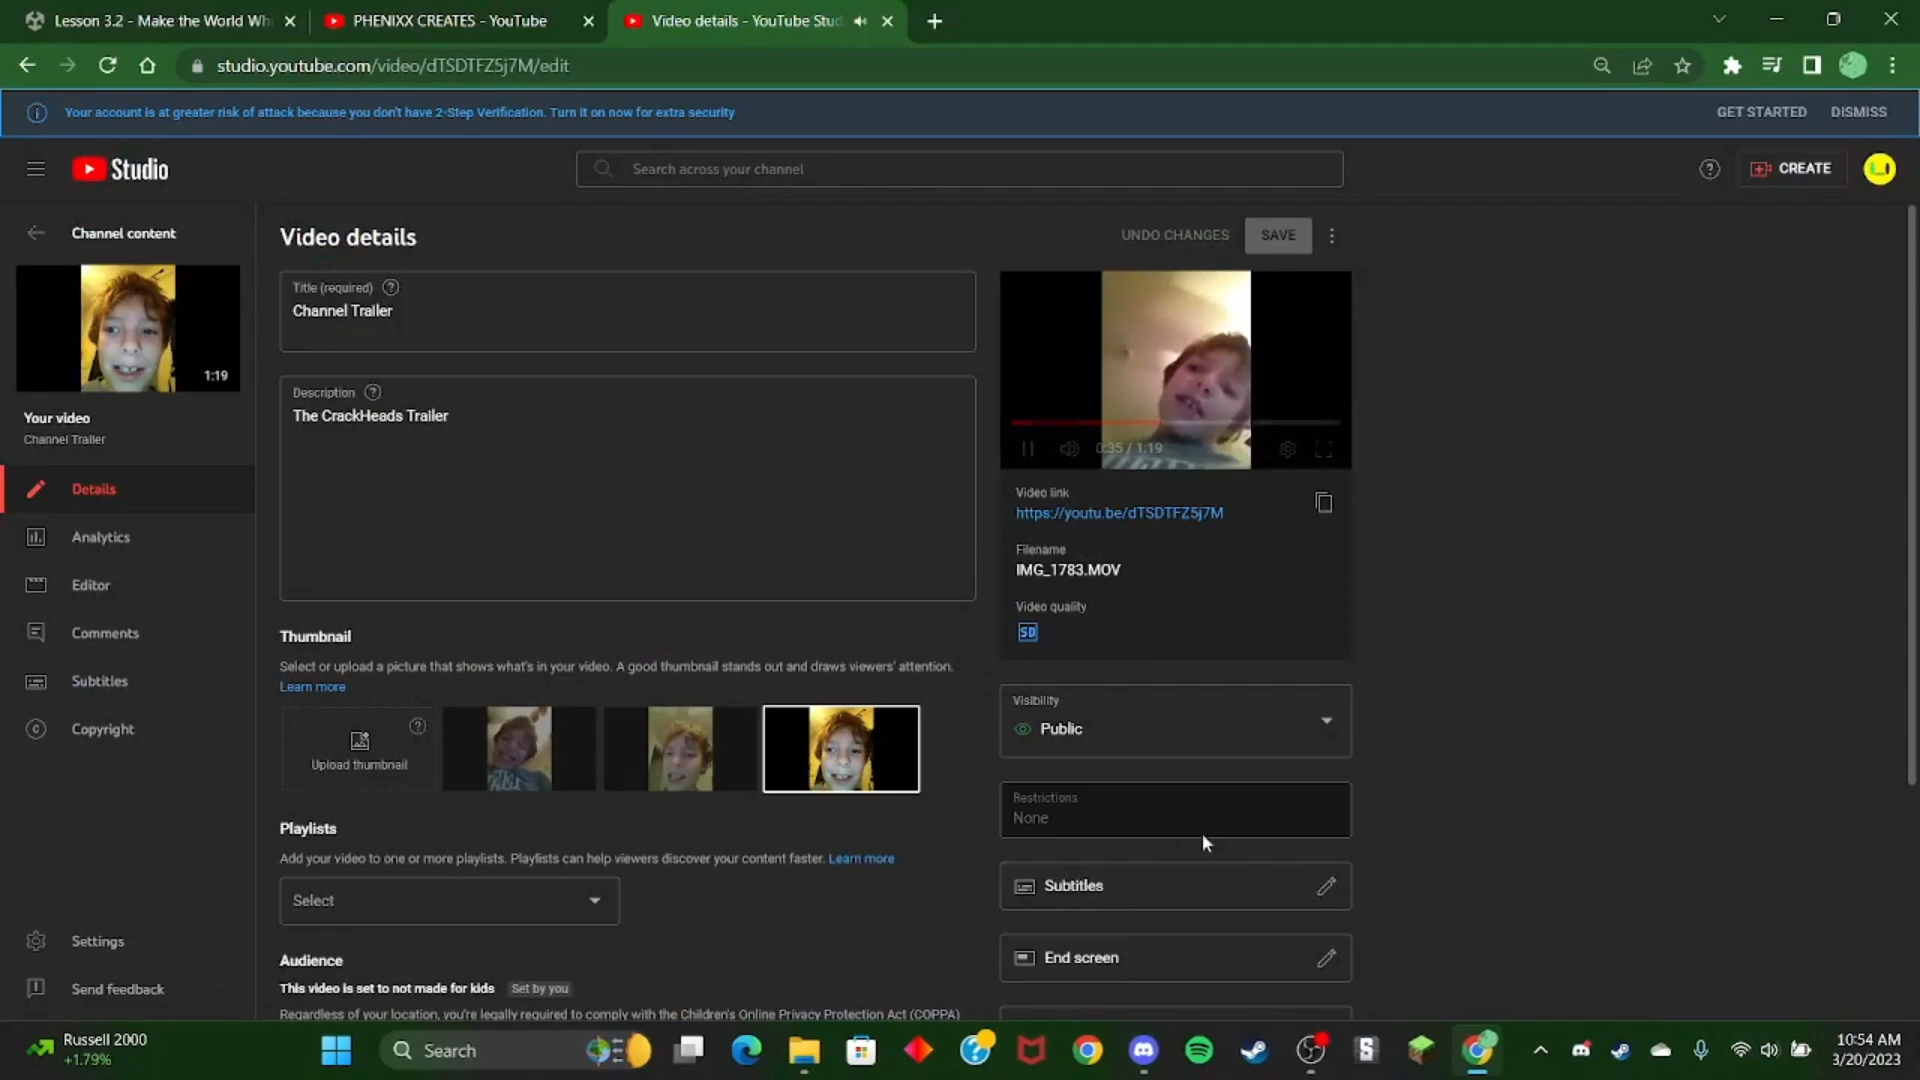 Lesson 3.2 - Make the World Wh
PHENIXX CREATES - YouTube
Video details - YouTube Stud
studio.youtube.com/video/dTSDTFZ5j7M/edit
Your account is at greater risk of attack because you don't have 2-Step Verification. Turn it on now for extra security
GET STARTED
DISMISS
Studio
Search across your channel
CREATE
Channel content
Video details
UNDO CHANGES
SAVE
Title (required)
Channel Trailer
1:19
Description
The CrackHeads Trailer
Your video
Channel Trailer
0:35 / 1:19
Details
Video link
https://youtu.be/dTSDTFZ5j7M
Analytics
Filename
IMG_1783.MOV
Editor
Video quality
SD
Comments
Thumbnail
Select or upload a picture that shows what's in your video. A good thumbnail stands out and draws viewers' attention.
Learn more
Subtitles
Upload thumbnail
Visibility
Public
Copyright
Restrictions
None
Playlists
Add your video to one or more playlists. Playlists can help viewers discover your content faster. Learn more
Select
Subtitles
Settings
End screen
Audience
This video is set to not made for kids
Set by you
Send feedback
Regardless of your location, you're legally required to comply with the Children's Online Privacy Protection Act (COPPA)
Russell 2000
+1.79%
Search
10:54 AM
3/20/2023